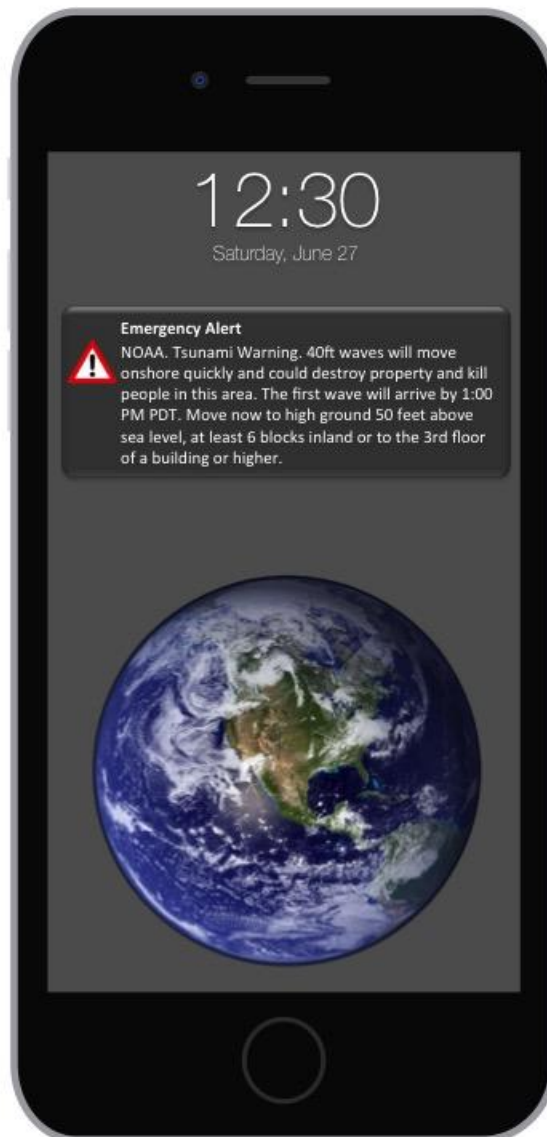 12:30
Saturday, June 27
Emergency Alert
NOAA. Tsunami Warning. 40ft waves will move
onshore quickly and could destroy property and kill
people in this area. The first wave will arrive by 1:00
PM PDT. Move now to high ground 50 feet above
sea level, at least 6 blocks inland or to the 3rd floor
of a building or higher.